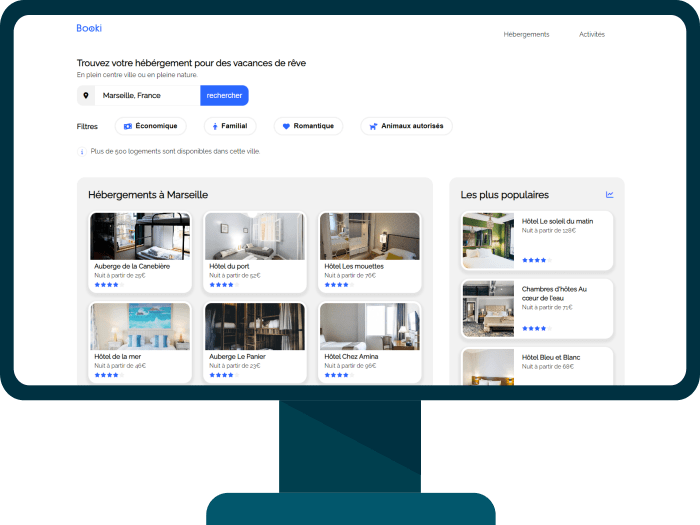 Booki
Hébergements
Activités
Trouvez votre hébérgement pour des vacances de rêve
En plein centre ville ou en pleine nature.
Marseille, France
rechercher
Filtres
Économique
Familial
Romantique
Animaux autorisés
Plus de 500 logements sont disponibles dans cette ville.
Hébergements à Marseille
Auberge de la Canebière
Nuit à partir de 25€
Hôtel du port
Nuit à partir de 52€
Hôtel Les mouettes
Nuit à partir de 76€
Hôtel de la mer
Nuit à partir de 46€
Auberge Le Panier
Nuit à partir de 23€
Hôtel Chez Amina
Nuit à partir de 96€
Les plus populaires
Hôtel Le soleil du matin
Nuit à partir de 128€
Chambres d'hôtes Au
cœur de l'eau
Nuit à partir de 71€
Hôtel Bleu et Blanc
Nuit à partir de 68€